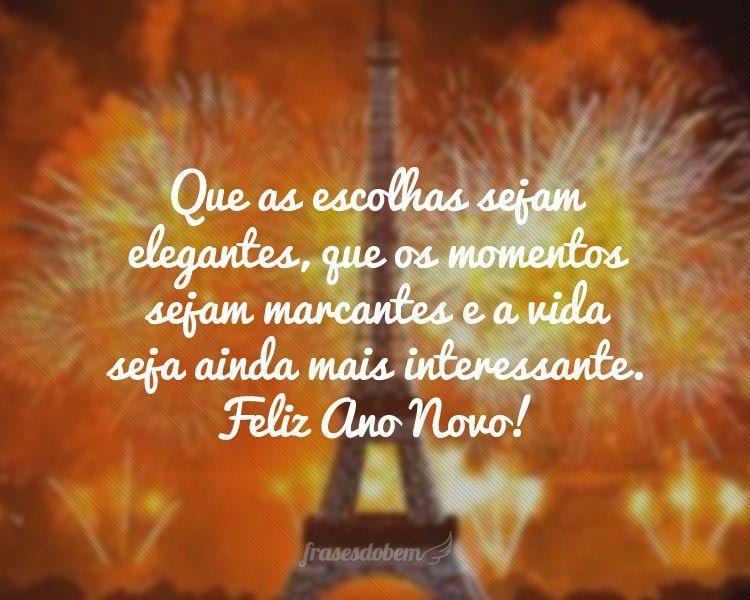 Que as escolhas sejam
elegantes, que os momentos
sejam marcantes e a vida
seja ainda mais interessante.
Feliz Ano Novo!
frasesdobem